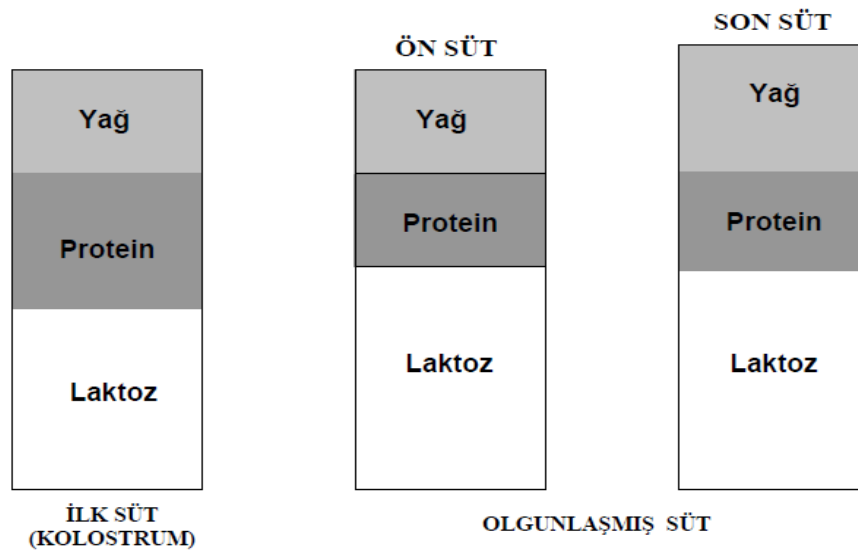 ÖN SÜT
SON SÜT
Yağ
Yağ
Yağ
Protein
Protein
Protein
Laktoz
Laktoz
Laktoz
İLK SÜT
(KOLOSTRUM)
OLGUNLAŞMIŞ SÜT